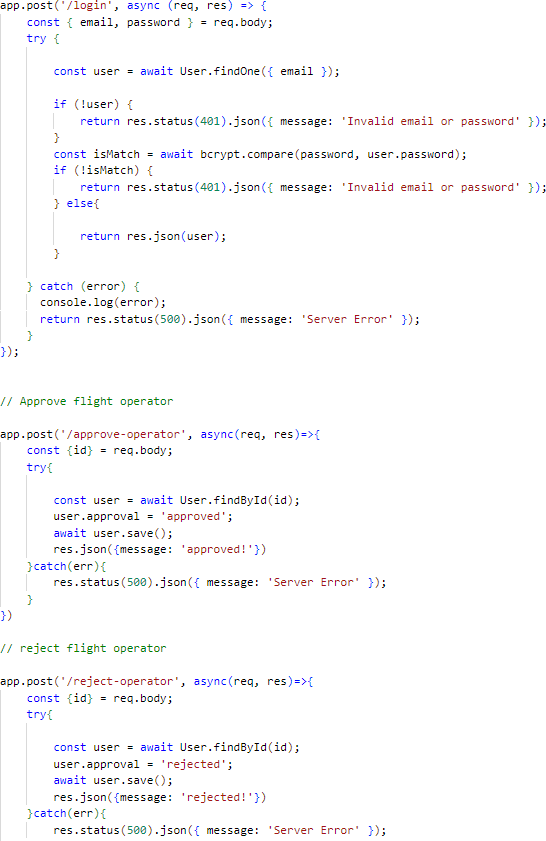 app.post('/login', async (req, res) => {
    const { email, password } = req.body;
    try {
        const user = await User.findOne({ email });
        if (!user) {
            return res.status(401).json({ message: 'Invalid email or password' });
        }
        const isMatch = await bcrypt.compare(password, user.password);
        if (!isMatch) {
            return res.status(401).json({ message: 'Invalid email or password' });
        } else{
            return res.json(user);
        }
    } catch (error) {
      console.log(error);
      return res.status(500).json({ message: 'Server Error' });
    }
});
// Approve flight operator
app.post('/approve-operator', async(req, res)=>{
    const {id} = req.body;
    try{
        const user = await User.findById(id);
        user.approval = 'approved';
        await user.save();
        res.json({message: 'approved!'})
    }catch(err){
        res.status(500).json({ message: 'Server Error' });
    }
})
// reject flight operator
app.post('/reject-operator', async(req, res)=>{
    const {id} = req.body;
    try{
        const user = await User.findById(id);
        user.approval = 'rejected';
        await user.save();
        res.json({message: 'rejected!'})
    }catch(err){
        res.status(500).json({ message: 'Server Error' });